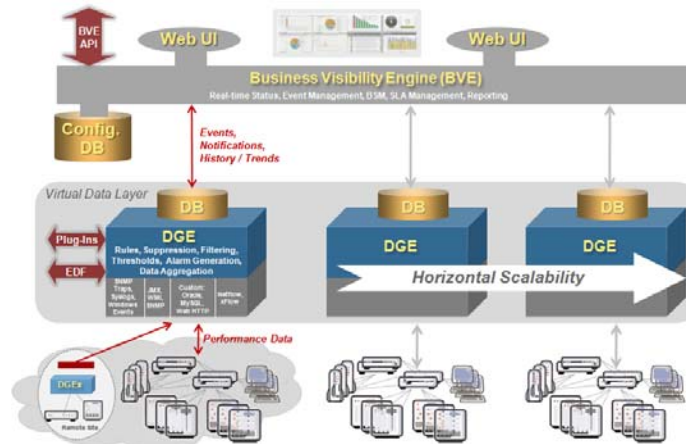 BVE
API
Web UI
Web UI
Business Visibility Engine (BVE)
Real-time Status, Event Management, BSM, SLA Management, Reporting
Config.
DB
Events,
Notifications,
History / Trends
Virtual Data Layer
DB
DB
DB
Plug-Ins
EDF
DGE
Rules, Suppression, Filtering,
Thresholds, Alarm Generation,
Data Aggregation
DGE
DGE
SNMP
Traps,
Syslogs,
Windows
Events
JMX,
WMI,
SNMP
Custom:
Oracle,
MySQL,
Web HTTP
NetFlow,
sFlow
Horizontal Scalability
Performance Data
DGEx
Remote Site